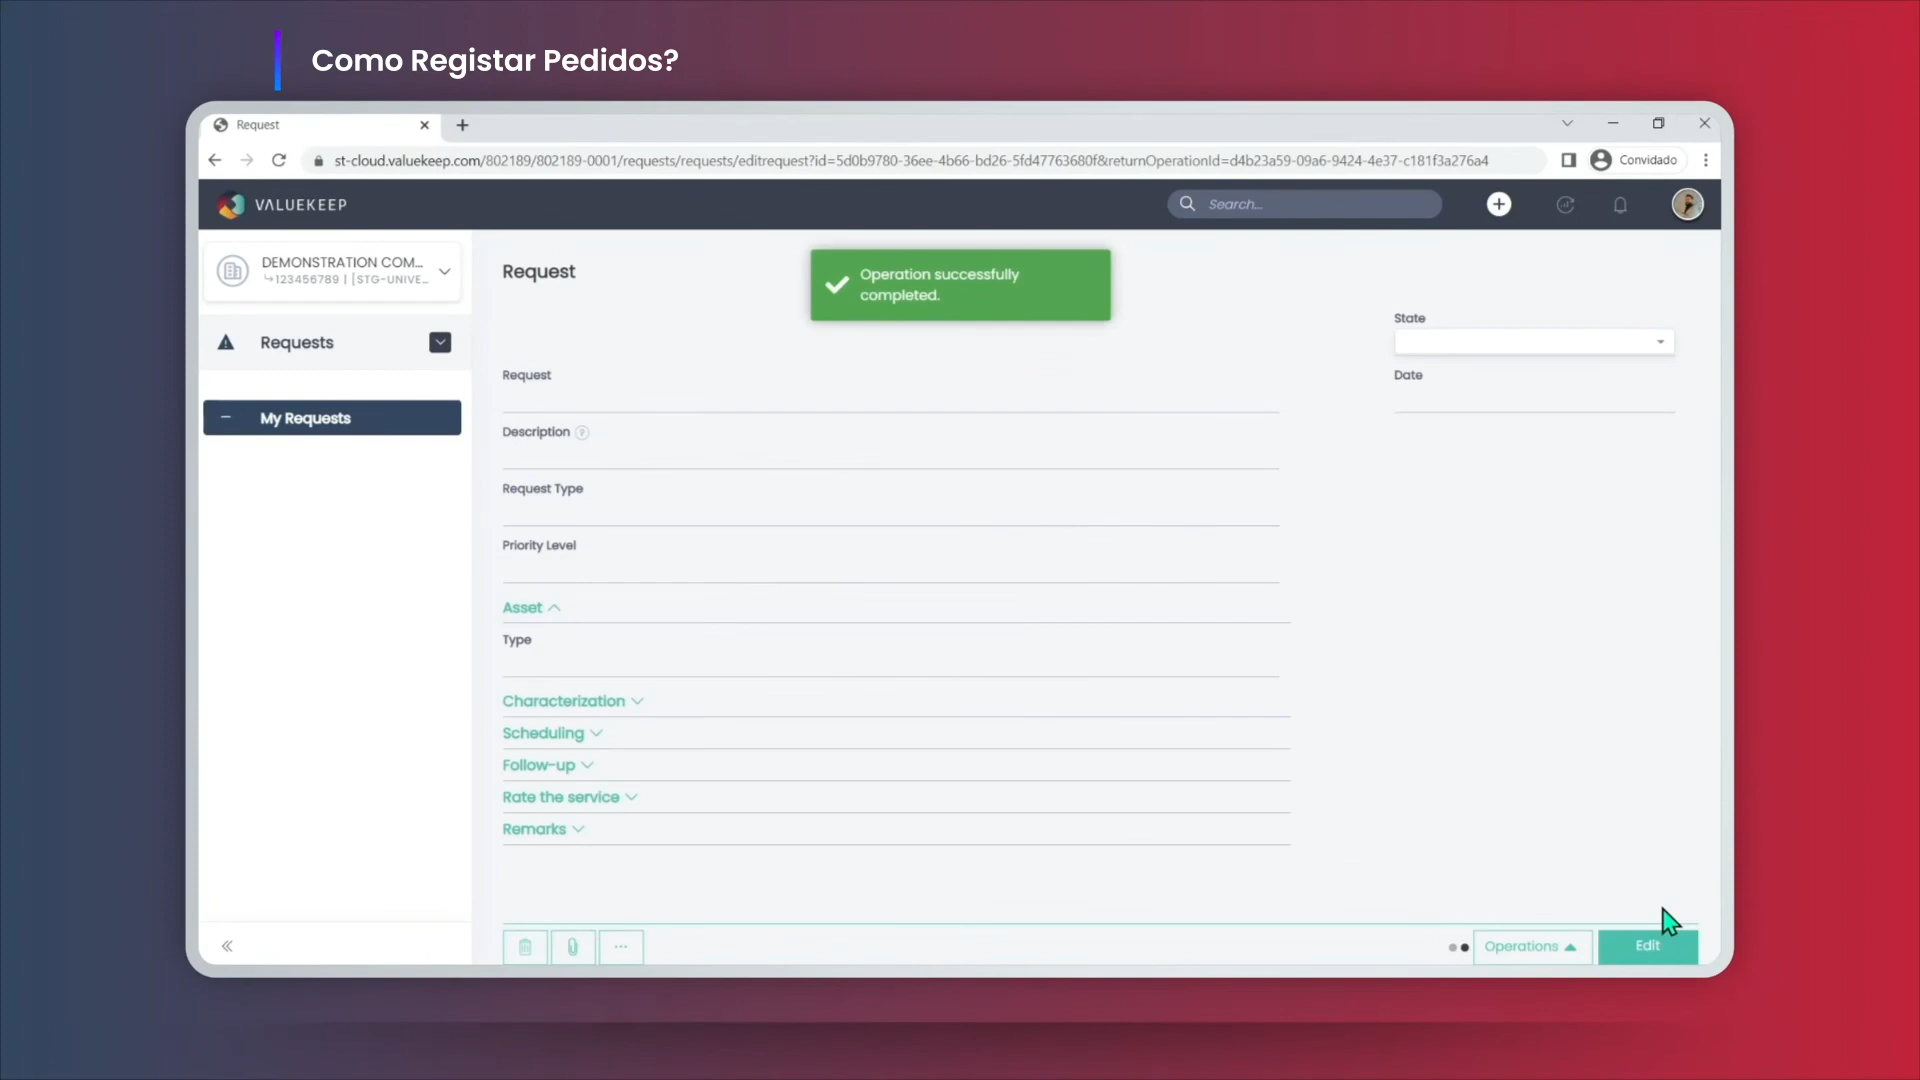 Como Registar Pedidos?
Request
st-cloud.valuekeep.com/802189/802189-0001/requests/requests/editrequest?id=5d0b9780-36ee-4b66-bd26-5fd47763680f&returnOperationId=d4b23a59-09a6-9424-4e37-c181f3a276a4
Convidado
VALUEKEEP
Search...
DEMONSTRATION COM...
123456789 | [STG-UNIVE...
Requests
My Requests
Request
Operation successfully
completed.
State
Request
Date
Description
Request Type
Priority Level
Asset
Type
Characterization
Scheduling
Follow-up
Rate the service
Remarks
Operations
Edit